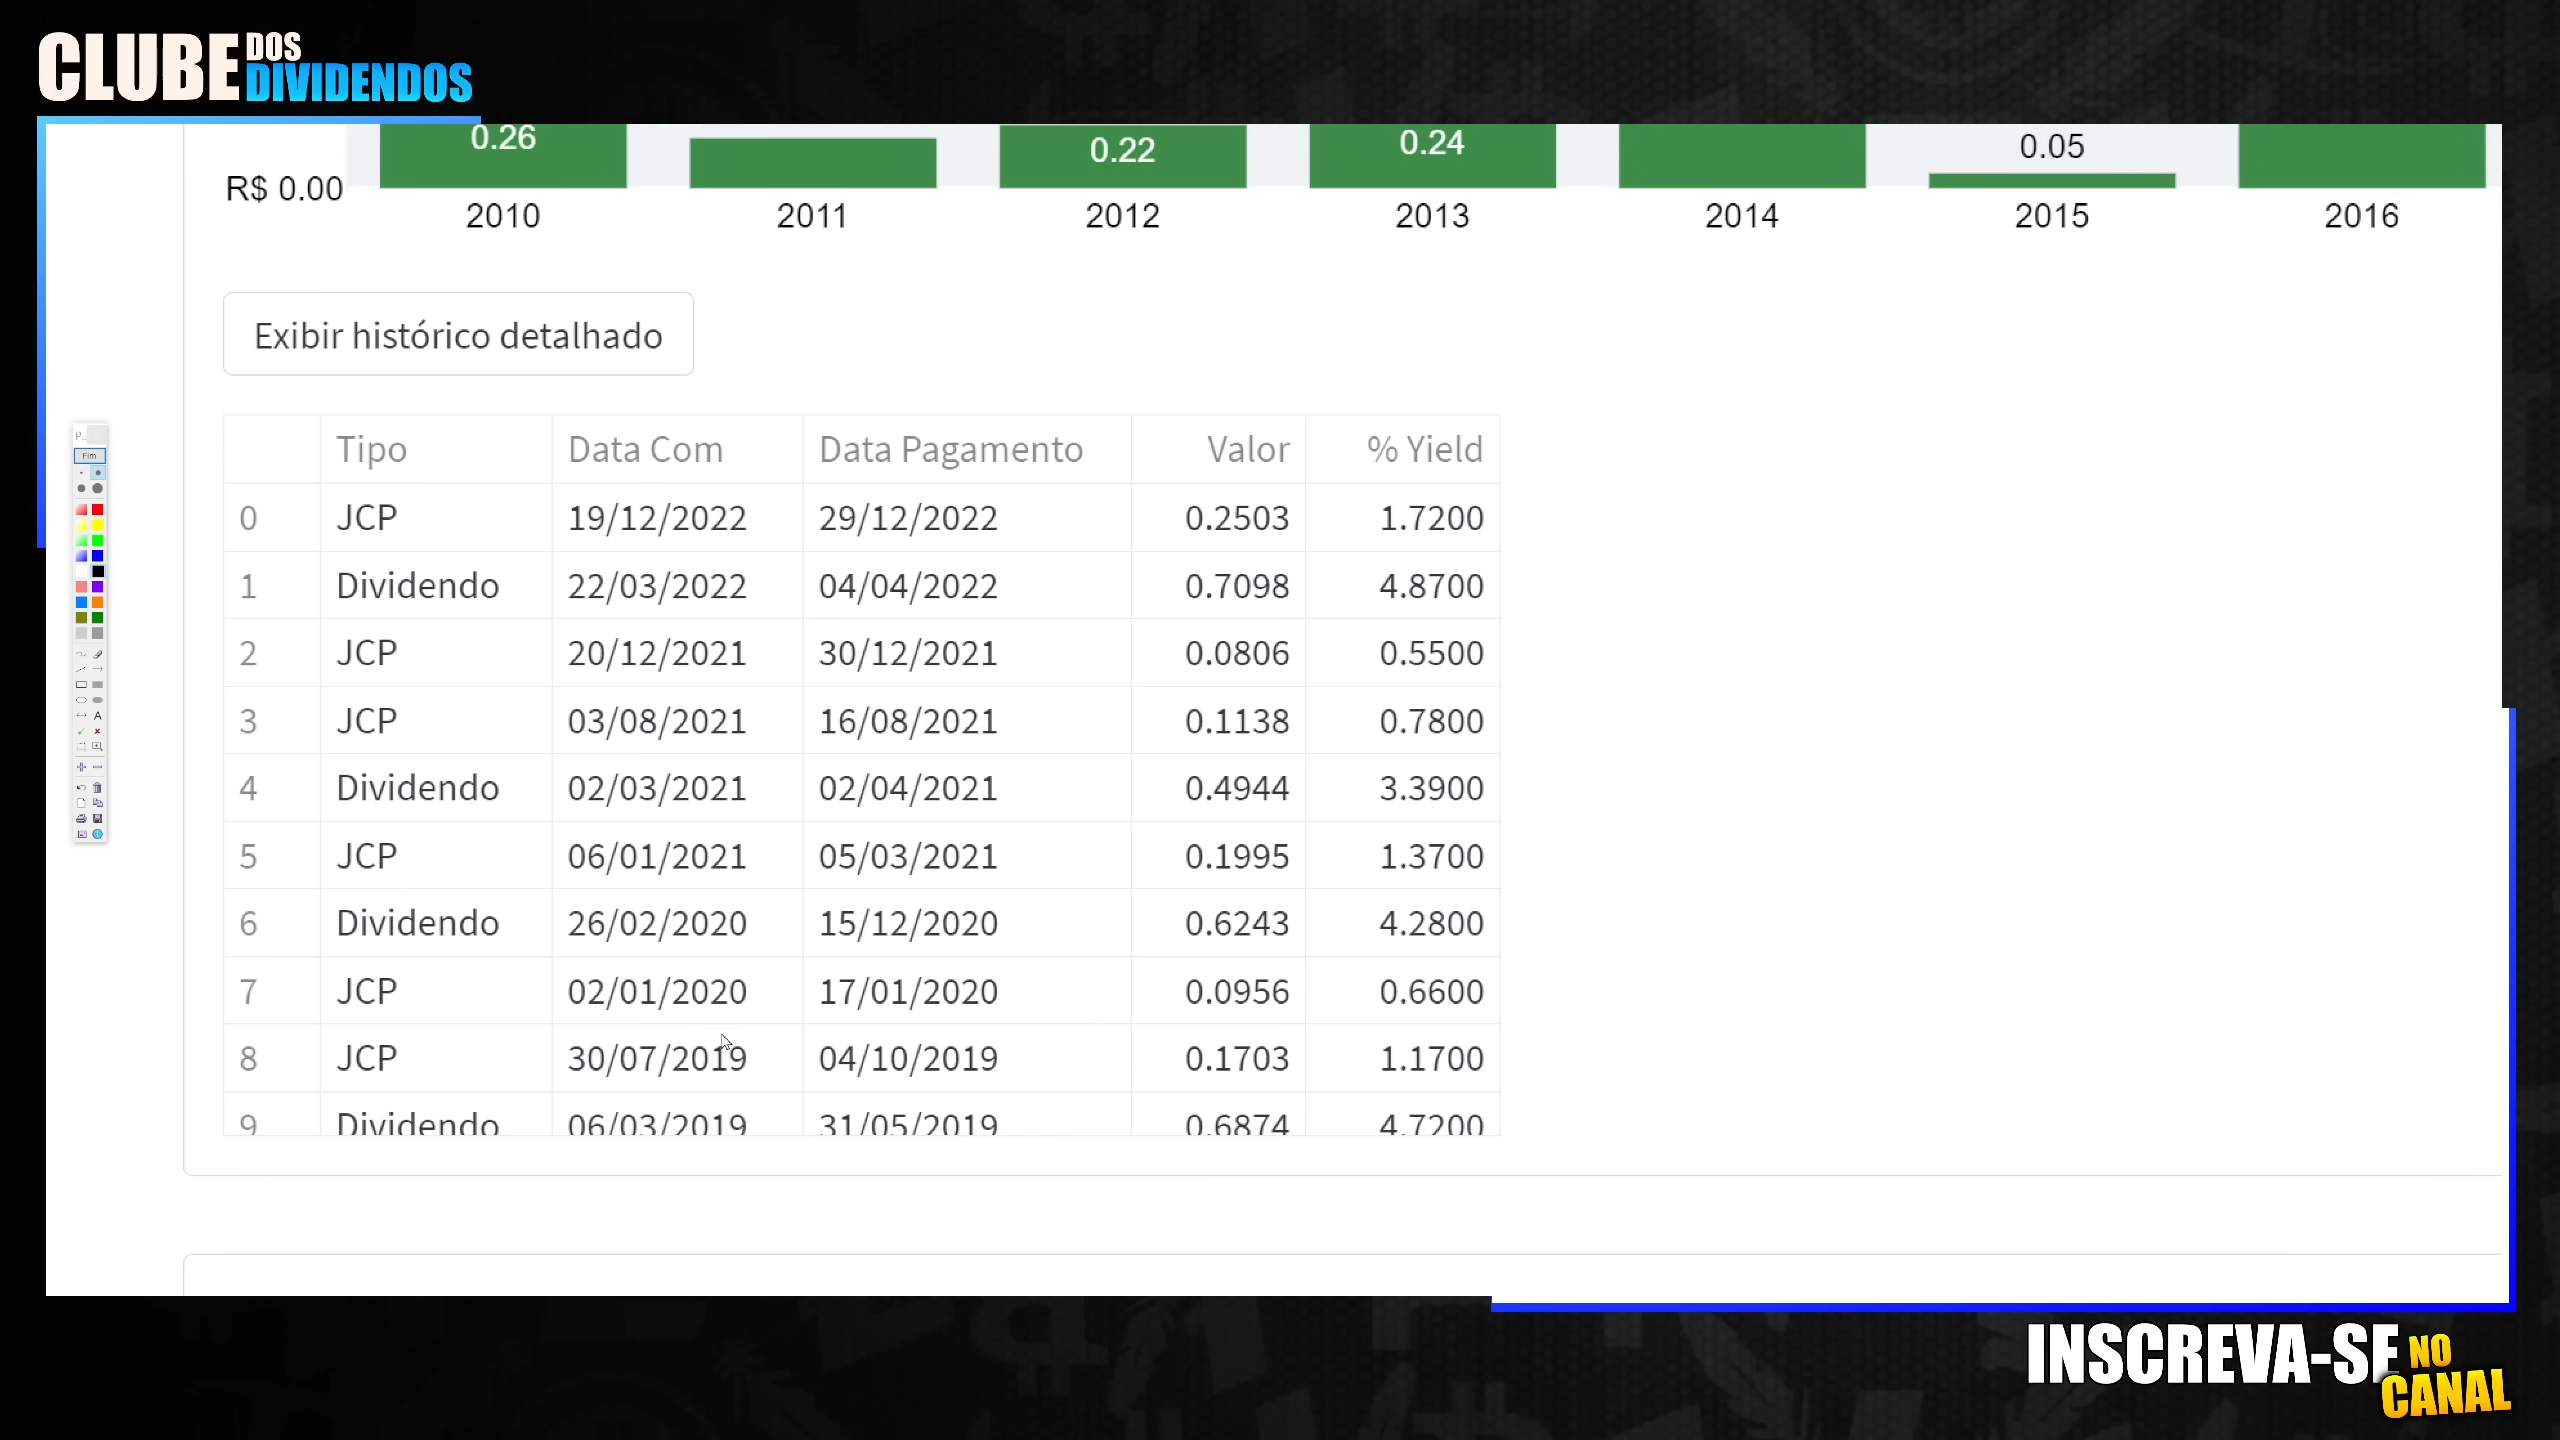 CLUBE DOS DIVIDENDOS
0.26 0.22 0.24 0.05
R$ 0.00
2010 2011 2012 2013 2014 2015 2016
Exibir histórico detalhado
Tipo Data Com Data Pagamento Valor % Yield
0 JCP 19/12/2022 29/12/2022 0.2503 1.7200
1 Dividendo 22/03/2022 04/04/2022 0.7098 4.8700
2 JCP 20/12/2021 30/12/2021 0.0806 0.5500
3 JCP 03/08/2021 16/08/2021 0.1138 0.7800
4 Dividendo 02/03/2021 02/04/2021 0.4944 3.3900
5 JCP 06/01/2021 05/03/2021 0.1995 1.3700
6 Dividendo 26/02/2020 15/12/2020 0.6243 4.2800
7 JCP 02/01/2020 17/01/2020 0.0956 0.6600
8 JCP 30/07/2019 04/10/2019 0.1703 1.1700
9 Dividendo 06/03/2019 31/05/2019 0.6874 4.7200
P..
Fim
A
INSCREVA-SE NO
CANAL